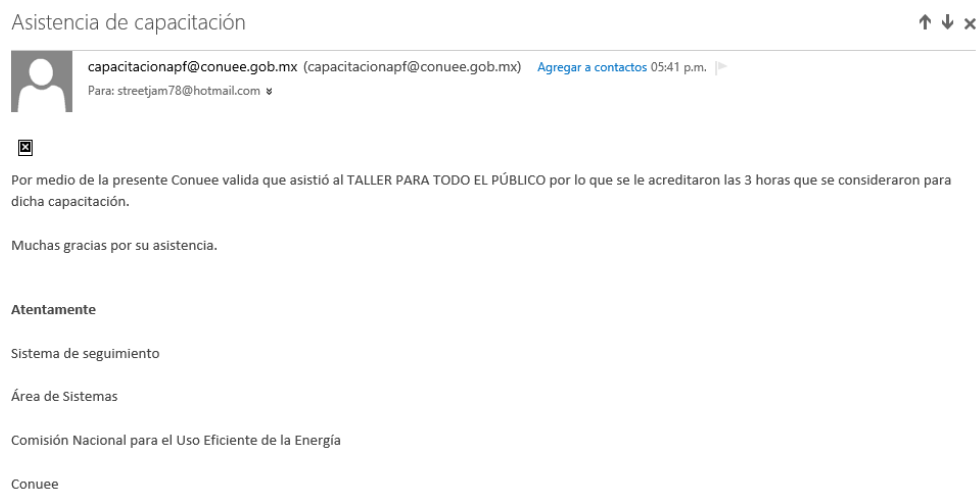 Asistencia de capacitación
capacitacionapf@conuee.gob.mx (capacitacionapf@conuee.gob.mx) Agregar a contactos 05:41 p.m.
Para: streetjam78@hotmail.com
Por medio de la presente Conuee valida que asistió al TALLER PARA TODO EL PÚBLICO por lo que se le acreditaron las 3 horas que se consideraron para
dicha capacitación.
Muchas gracias por su asistencia.
Atentamente
Sistema de seguimiento
Área de Sistemas
Comisión Nacional para el Uso Eficiente de la Energía
Conuee